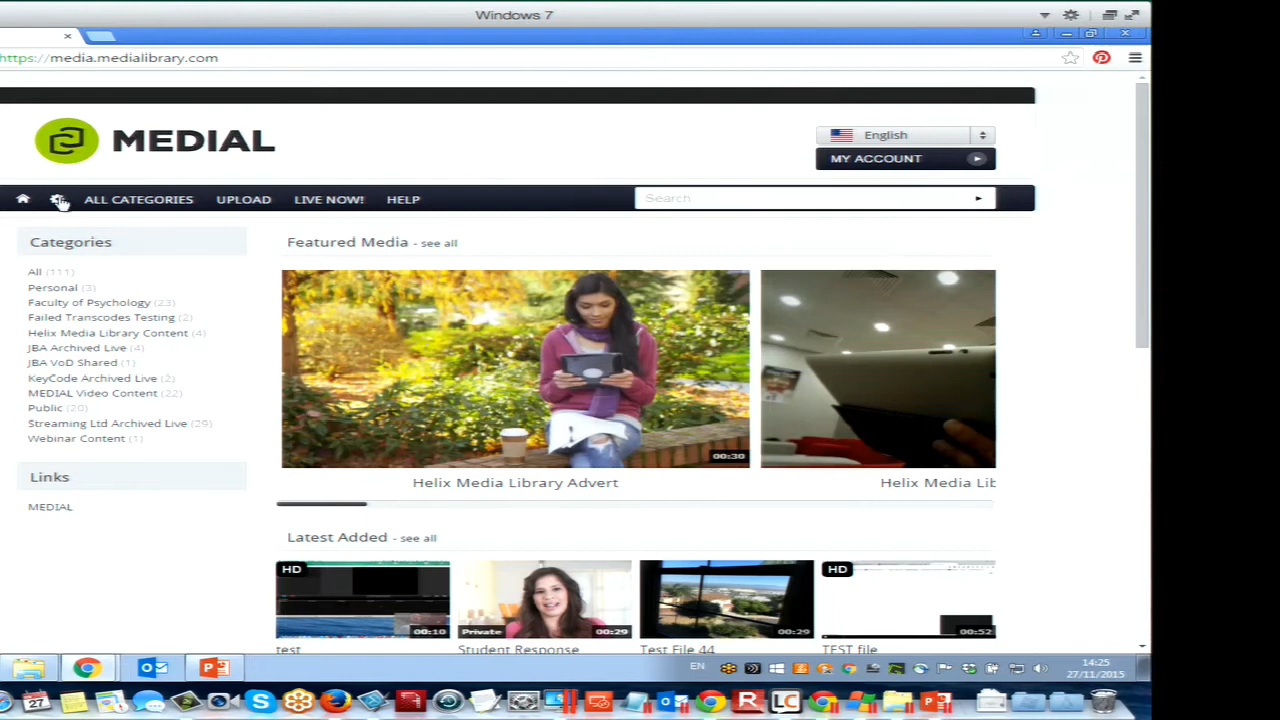 Windows 7
https://media.medialibrary.com
MEDIAL
English
MY ACCOUNT
ALL CATEGORIES UPLOAD LIVE NOW! HELP
Search
Categories
All (111)
Personal (3)
Faculty of Psychology (23)
Failed Transcodes Testing (2)
Helix Media Library Content (4)
JBA Archived Live (4)
JBA VoD Shared (1)
KeyCode Archived Live (2)
MEDIAL Video Content (22)
Public (20)
Streaming Ltd Archived Live (29)
Webinar Content (1)
Links
MEDIAL
Featured Media - see all
00:30
Helix Media Library Advert
Helix Media Lib
Latest Added - see all
HD
00:10
test
Private
00:29
Student Response
00:29
Test File 44
HD
00:52
TEST file
EN
14:25
27/11/2015
27
LC